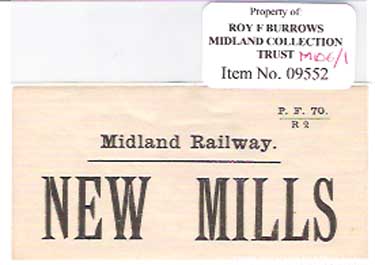 Property of:
ROY F BURROWS
MIDLAND COLLECTION
TRUST M06/1
Item No. 09552
P. F. 70.
R 2
Midland Railway.
NEW MILLS